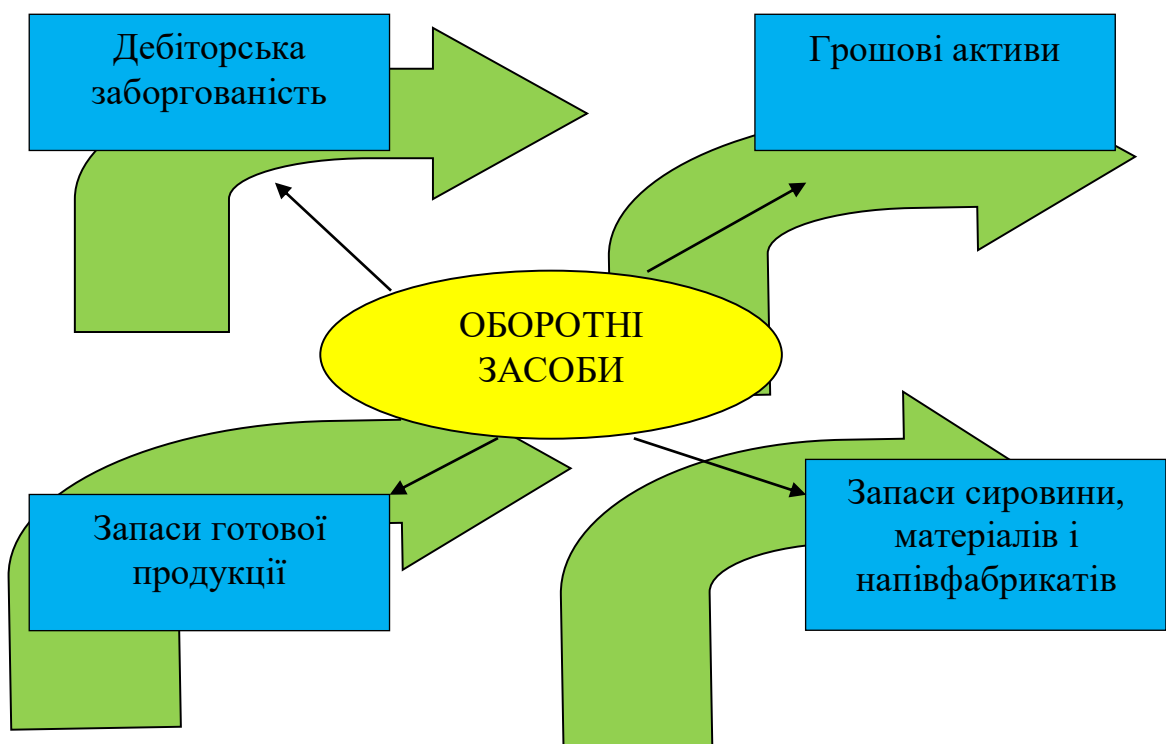 Дебіторська
заборгованість
Грошові активи
ОБОРОТНІ
ЗАСОБИ
Запаси готової
продукції
Запаси сировини,
матеріалів і
напівфабрикатів